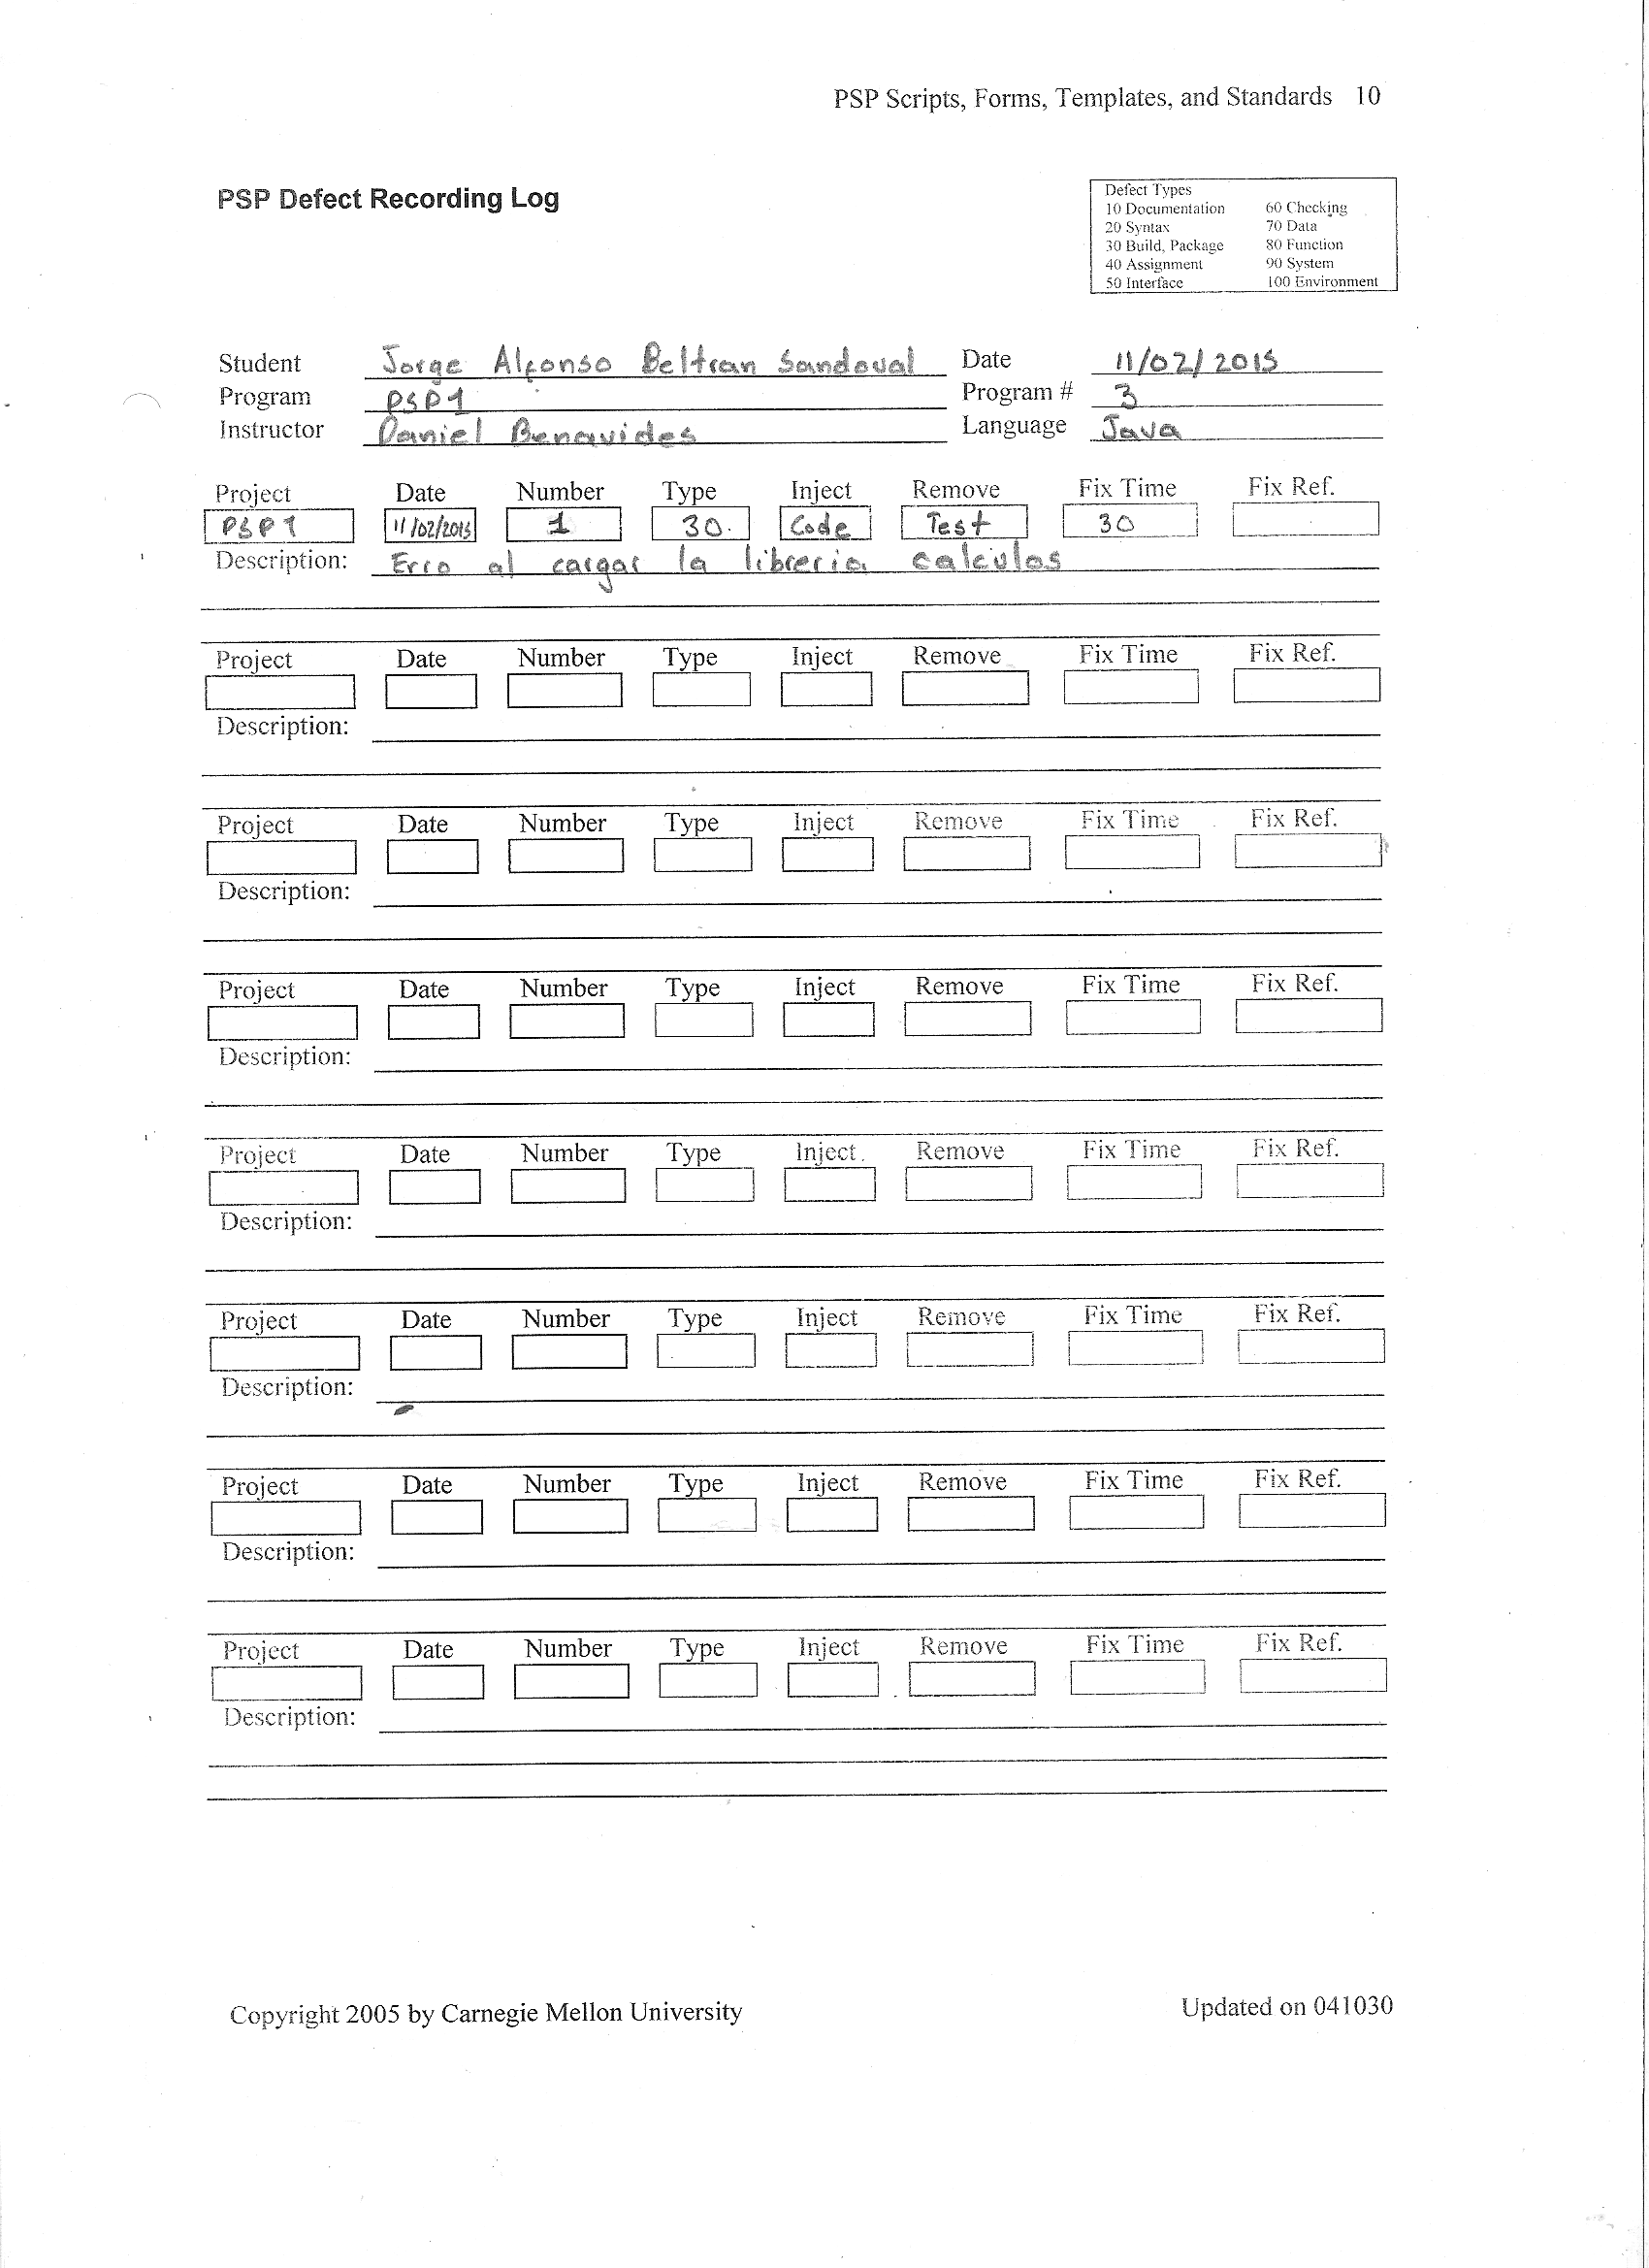 PSP Scripts, Forms, Templates, and Standards 10
PSP Defect Recording Log
Defect Types
10 Documentation 60 Checking
20 Syntax 70 Data
30 Build, Package 80 Function
40 Assignment 90 System
50 Interface 100 Environment
Student Jorge Alfonso Beltran Sandoval Date 11/02/2015
Program PSP1 Program # 3
Instructor Daniel Benavides Language Java
Project Date Number Type Inject Remove Fix Time Fix Ref.
PSP1 11/02/2015 1 30. Code Test 30
Description: Erro al cargar la libreria calculos
Project Date Number Type Inject Remove Fix Time Fix Ref.
Description:
Project Date Number Type Inject Remove Fix Time Fix Ref.
Description:
Project Date Number Type Inject Remove Fix Time Fix Ref.
Description:
Project Date Number Type Inject Remove Fix Time Fix Ref.
Description:
Project Date Number Type Inject Remove Fix Time Fix Ref.
Description:
Project Date Number Type Inject Remove Fix Time Fix Ref.
Description:
Project Date Number Type Inject Remove Fix Time Fix Ref.
Description:
Copyright 2005 by Carnegie Mellon University Updated on 041030